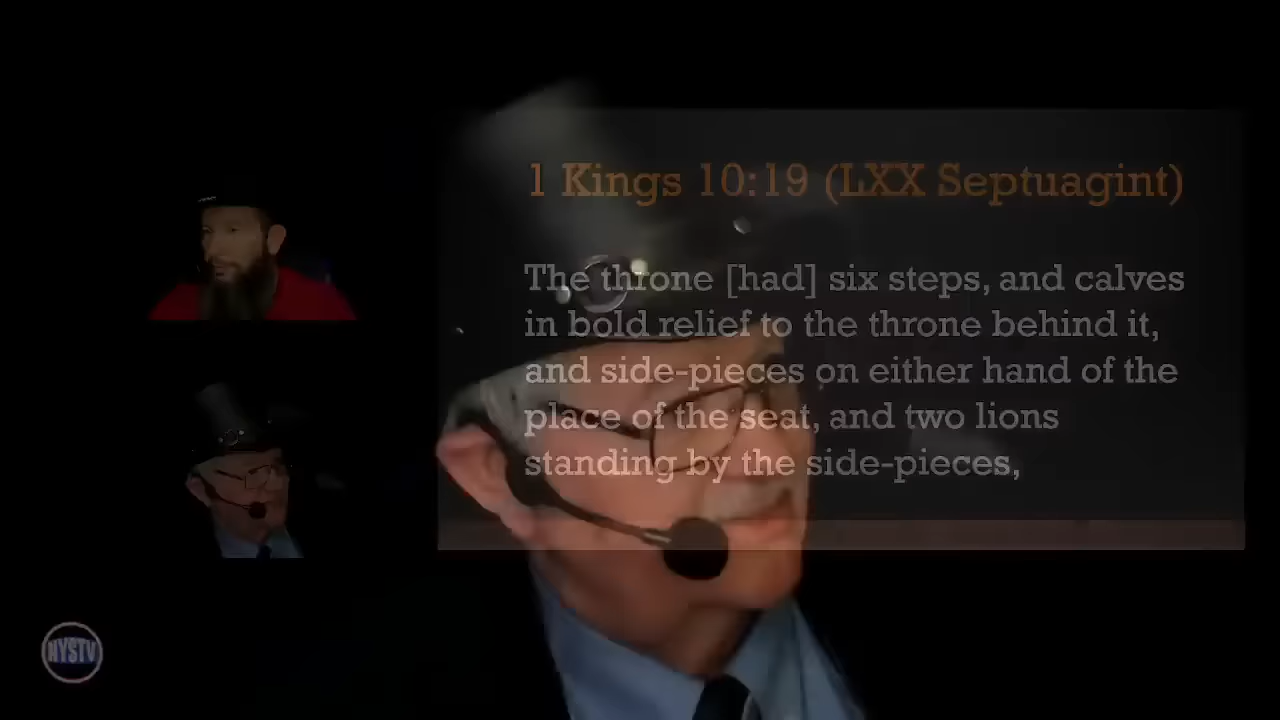 1 Kings 10:19 (LXX Septuagint)
The throne [had] six steps, and calves
in bold relief to the throne behind it,
and side-pieces on either hand of the
place of the seat, and two lions
standing by the side-pieces,
NYSTV